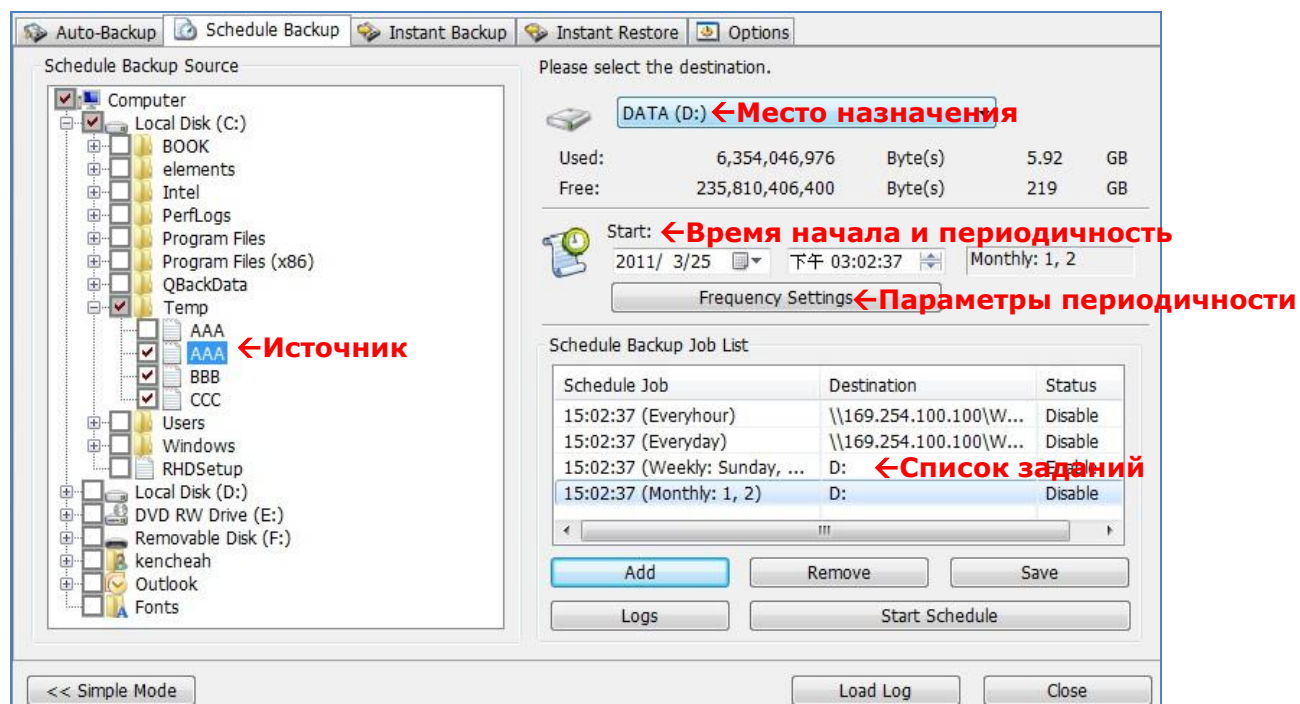 Auto-Backup Schedule Backup Instant Backup Instant Restore Options
Schedule Backup Source
Computer
Local Disk (C:)
BOOK
elements
Intel
PerfLogs
Program Files
Program Files (x86)
QBackData
Temp
AAA
AAA ←Источник
BBB
CCC
Users
Windows
RHDSetup
Local Disk (D:)
DVD RW Drive (E:)
Removable Disk (F:)
kencheah
Outlook
Fonts
Please select the destination.
DATA (D:) ←Место назначения
Used: 6,354,046,976 Byte(s) 5.92 GB
Free: 235,810,406,400 Byte(s) 219 GB
Start: ←Время начала и периодичность
2011/ 3/25 下午 03:02:37 Monthly: 1, 2
Frequency Settings ←Параметры периодичности
Schedule Backup Job List
Schedule Job Destination Status
15:02:37 (Everyhour) \\169.254.100.100\W... Disable
15:02:37 (Everyday) \\169.254.100.100\W... Disable
15:02:37 (Weekly: Sunday, ... D: ←Список заданий Enable
15:02:37 (Monthly: 1, 2) D: Disable
Add Remove Save
Logs Start Schedule
<< Simple Mode Load Log Close